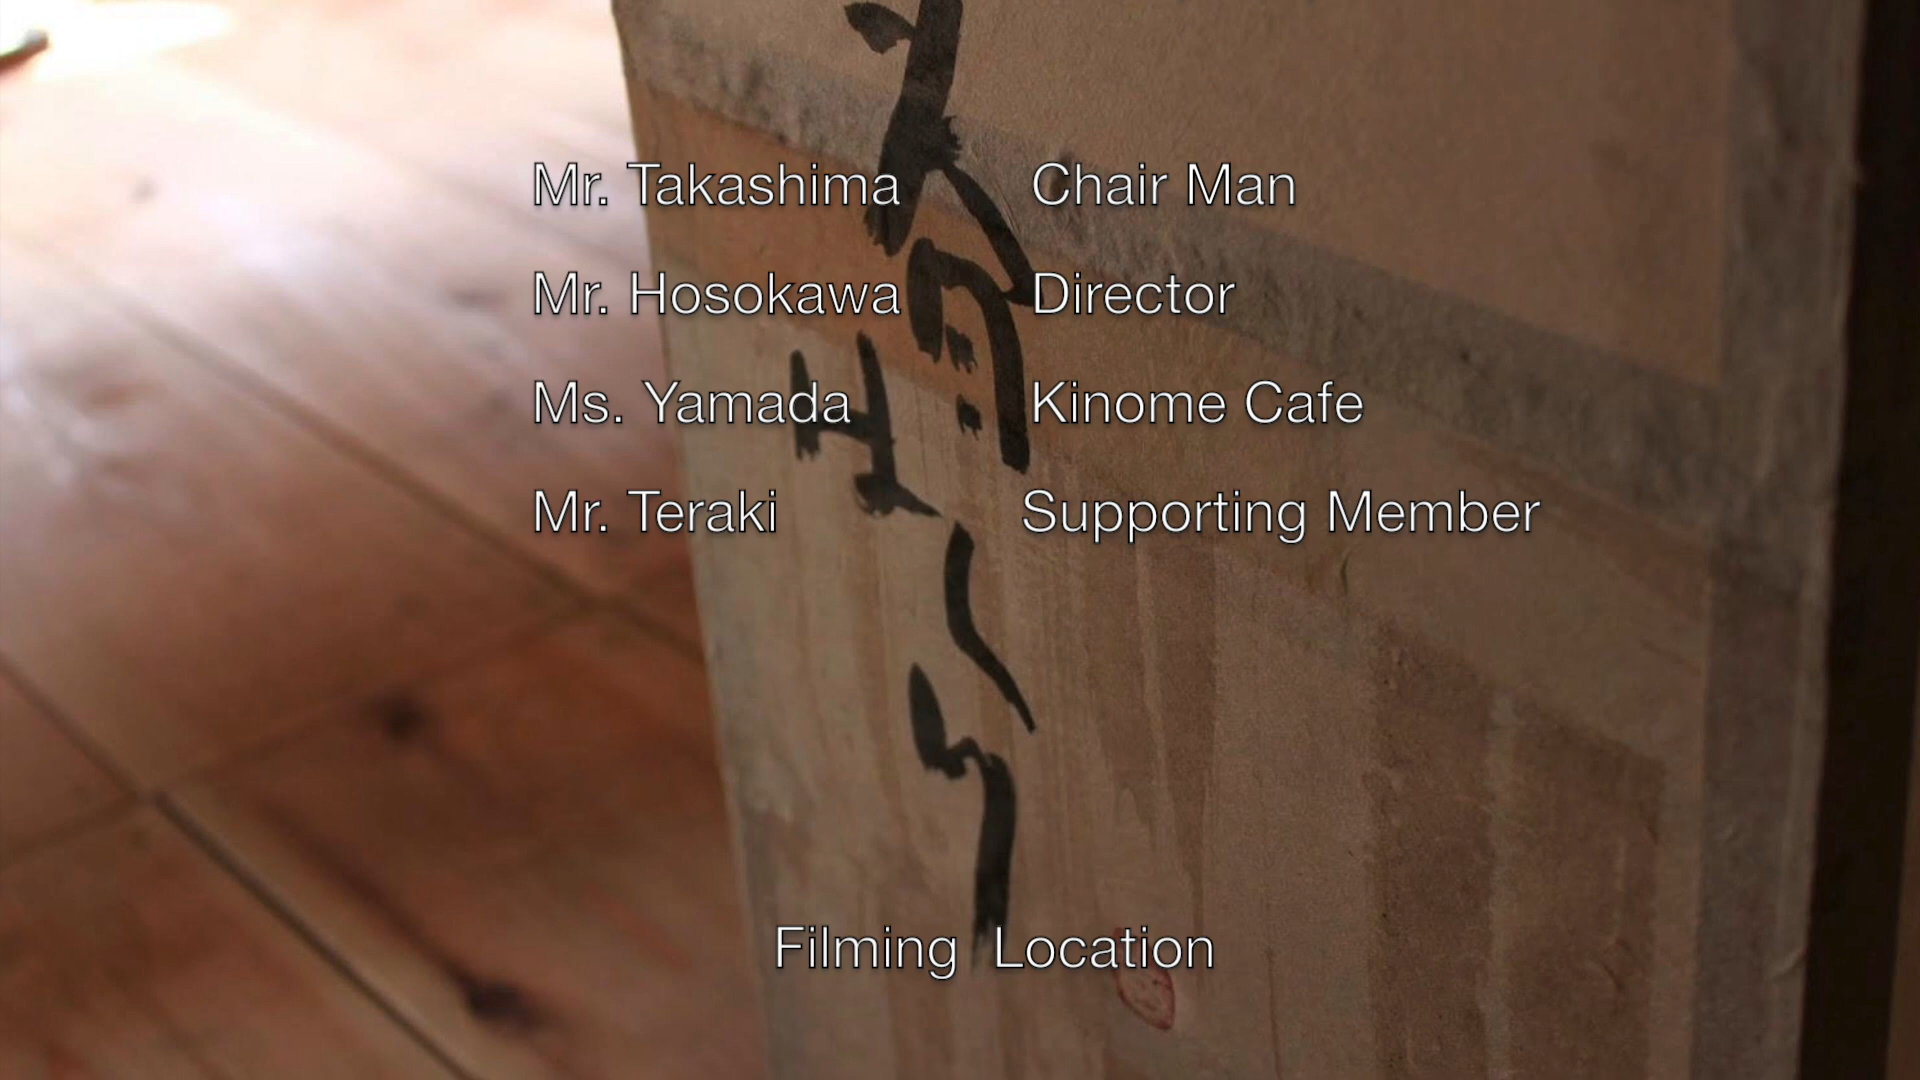 Mr. Takashima Chair Man
Mr. Hosokawa Director
Ms. Yamada Kinome Cafe
Mr. Teraki Supporting Member
Filming Location